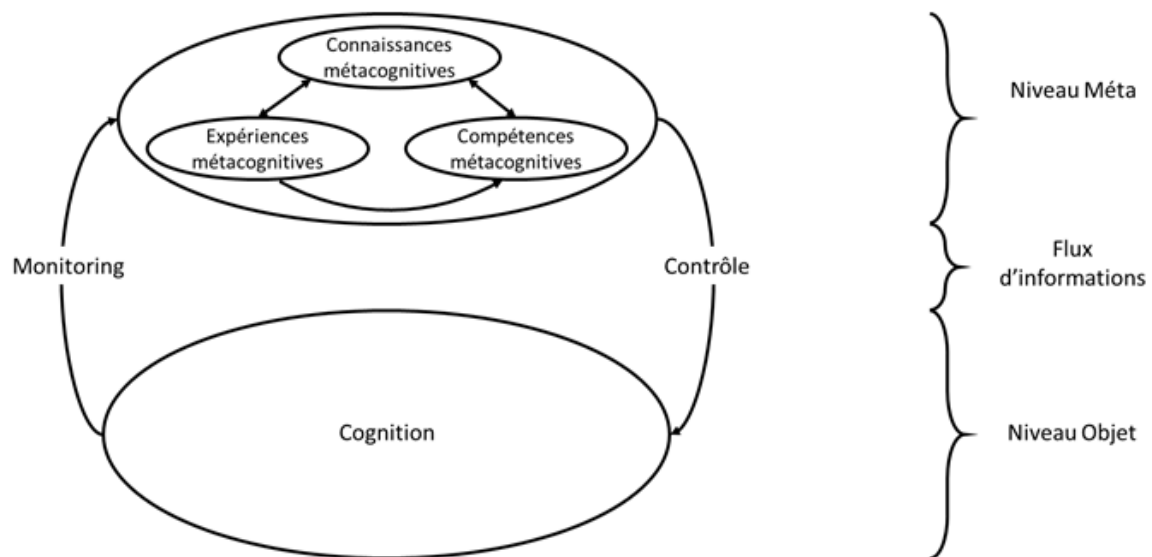 Connaissances
métacognitives
Niveau Méta
Expériences
métacognitives
Compétences
métacognitives
Monitoring
Contrôle
Flux
d'informations
Cognition
Niveau Objet